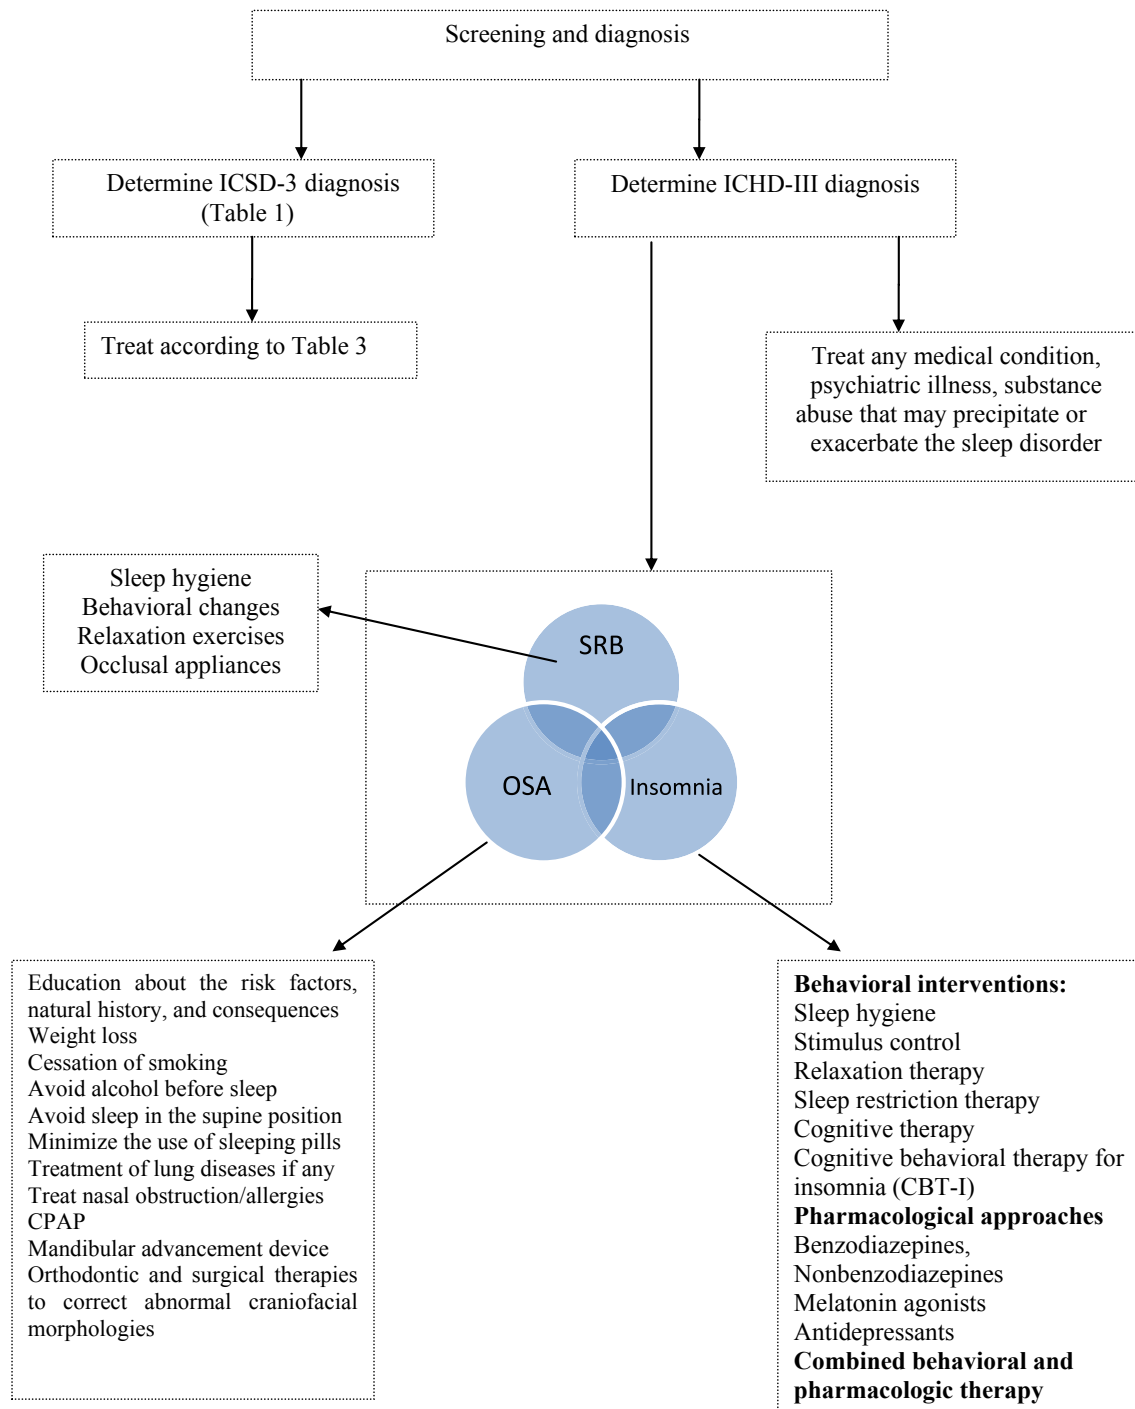 Screening and diagnosis
Determine ICSD-3 diagnosis
(Table 1)
Determine ICHD-III diagnosis
Treat according to Table 3
Treat any medical condition,
psychiatric illness, substance
abuse that may precipitate or
exacerbate the sleep disorder
Sleep hygiene
Behavioral changes
Relaxation exercises
Occlusal appliances
SRB
OSA
Insomnia
Education about the risk factors,
natural history, and consequences
Weight loss
Cessation of smoking
Avoid alcohol before sleep
Avoid sleep in the supine position
Minimize the use of sleeping pills
Treatment of lung diseases if any
Treat nasal obstruction/allergies
CPAP
Mandibular advancement device
Orthodontic and surgical therapies
to correct abnormal craniofacial
morphologies
Behavioral interventions:
Sleep hygiene
Stimulus control
Relaxation therapy
Sleep restriction therapy
Cognitive therapy
Cognitive behavioral therapy for
insomnia (CBT-I)
Pharmacological approaches
Benzodiazepines,
Nonbenzodiazepines
Melatonin agonists
Antidepressants
Combined behavioral and
pharmacologic therapy